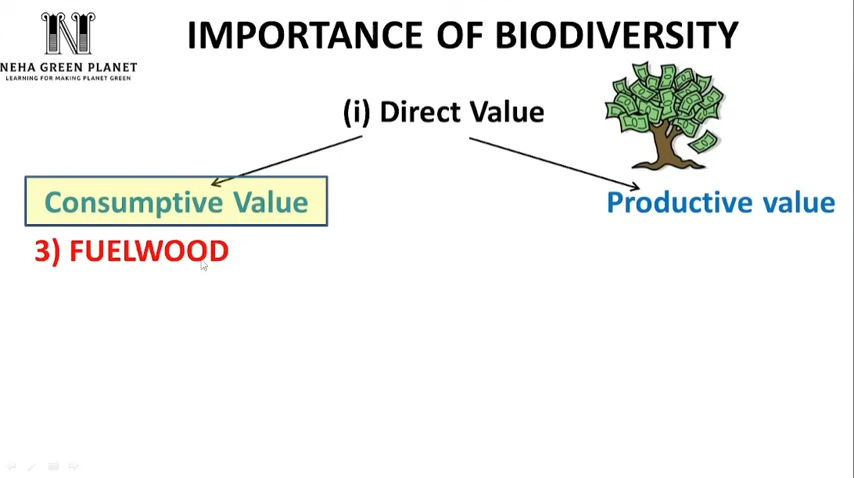 NEHA GREEN PLANET
LEARNING FOR MAKING PLANET GREEN
IMPORTANCE OF BIODIVERSITY
(i) Direct Value
Consumptive Value
Productive value
3) FUELWOOD